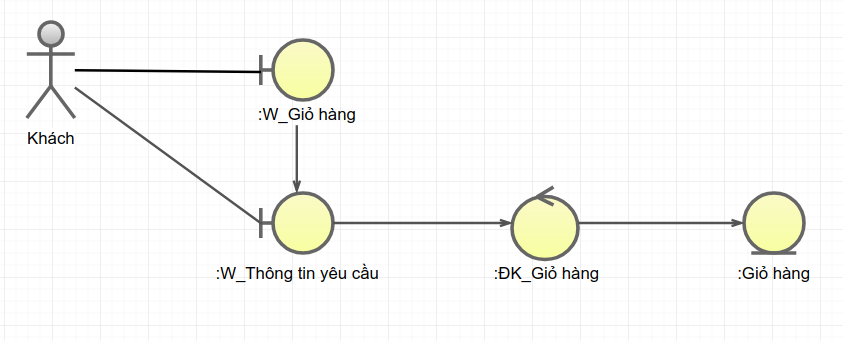 :W_Giỏ hàng
Khách
:W_Thông tin yêu cầu
:ĐK_Giỏ hàng
:Giỏ hàng